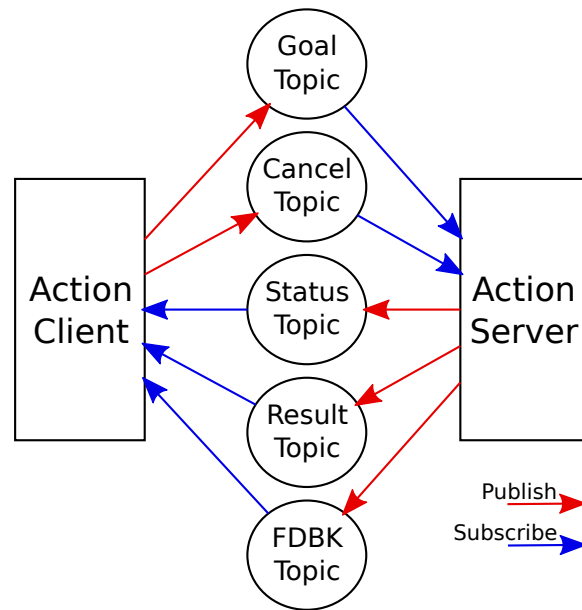 Goal
Topic
Cancel
Topic
Action
Client
Status
Topic
Action
Server
Result
Topic
FDBK
Topic
Publish
Subscribe